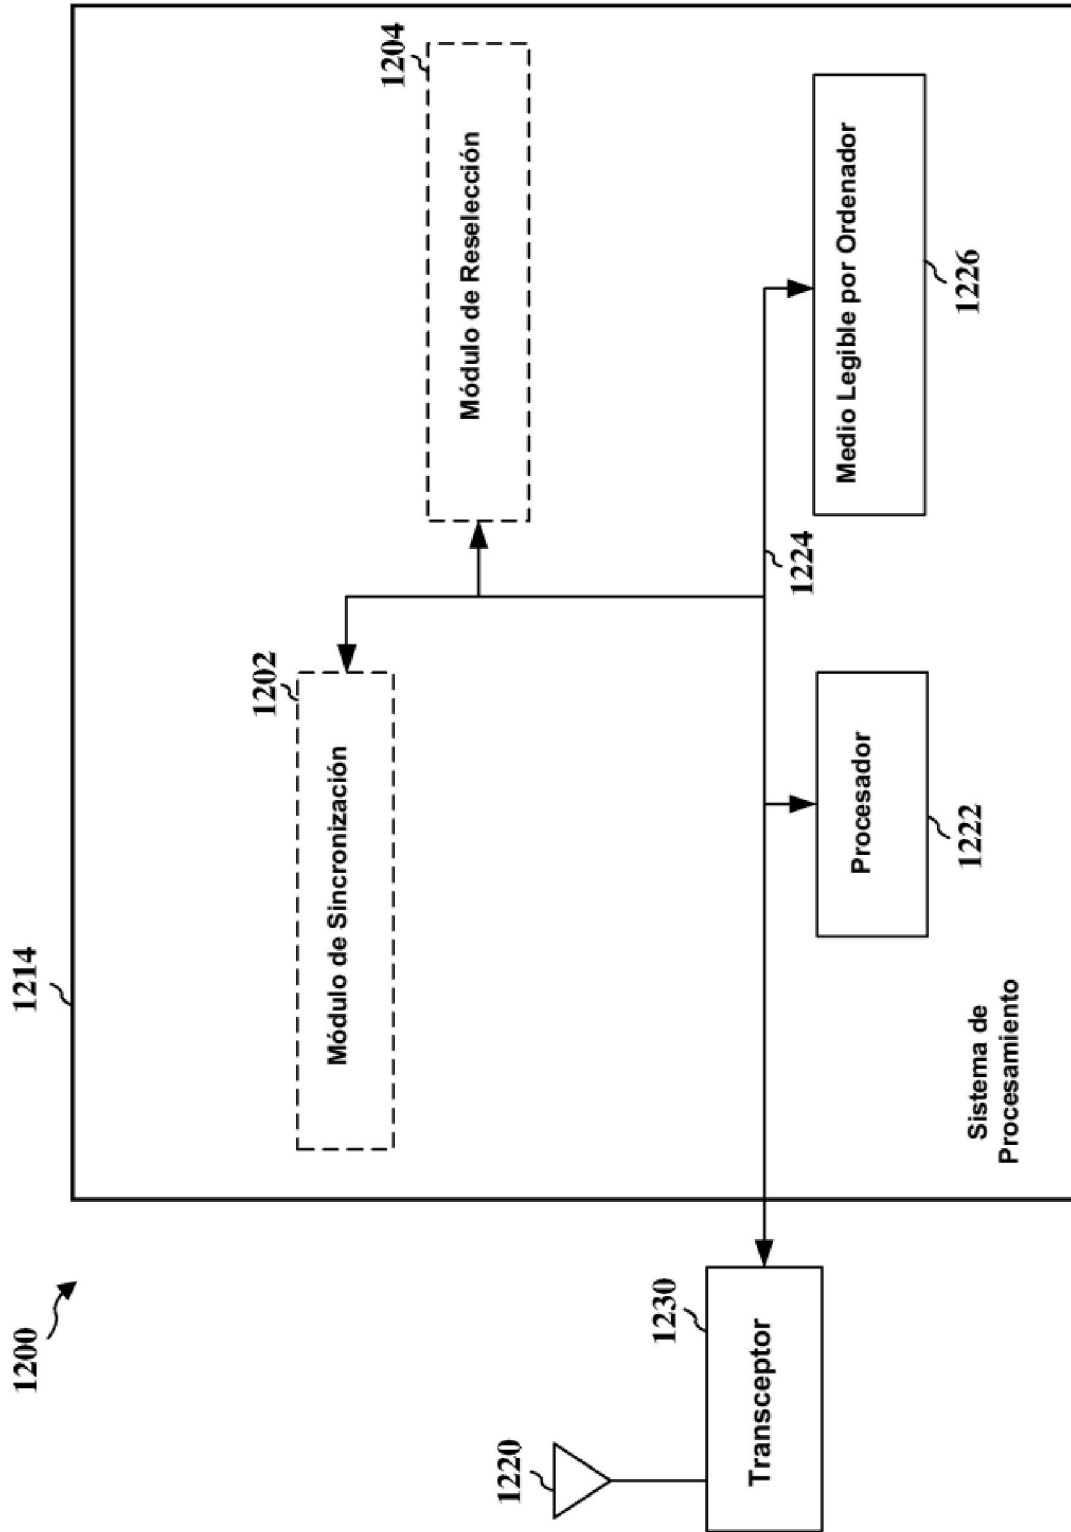 1200
1214
1202
Módulo de Sincronización
1204
Módulo de Reselección
1220
1230
Transceptor
1224
Procesador
1222
Medio Legible por Ordenador
1226
Sistema de
Procesamiento